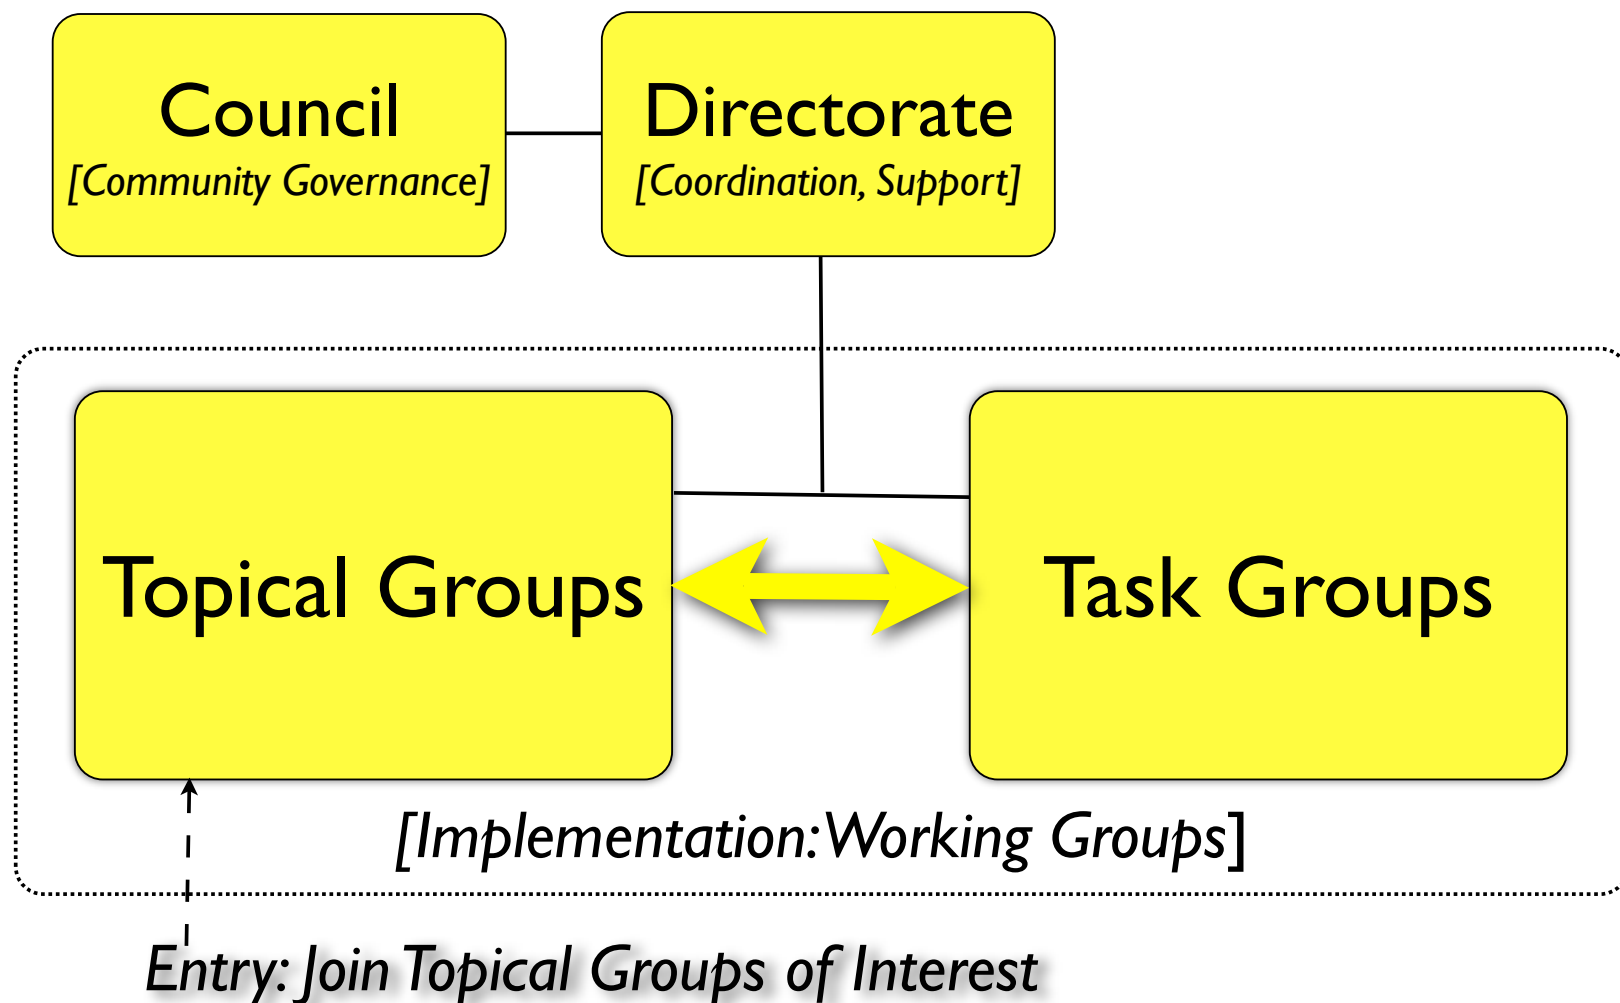 Council
[Community Governance]
Directorate
[Coordination, Support]
Topical Groups
Task Groups
[Implementation: Working Groups]
Entry: Join Topical Groups of Interest